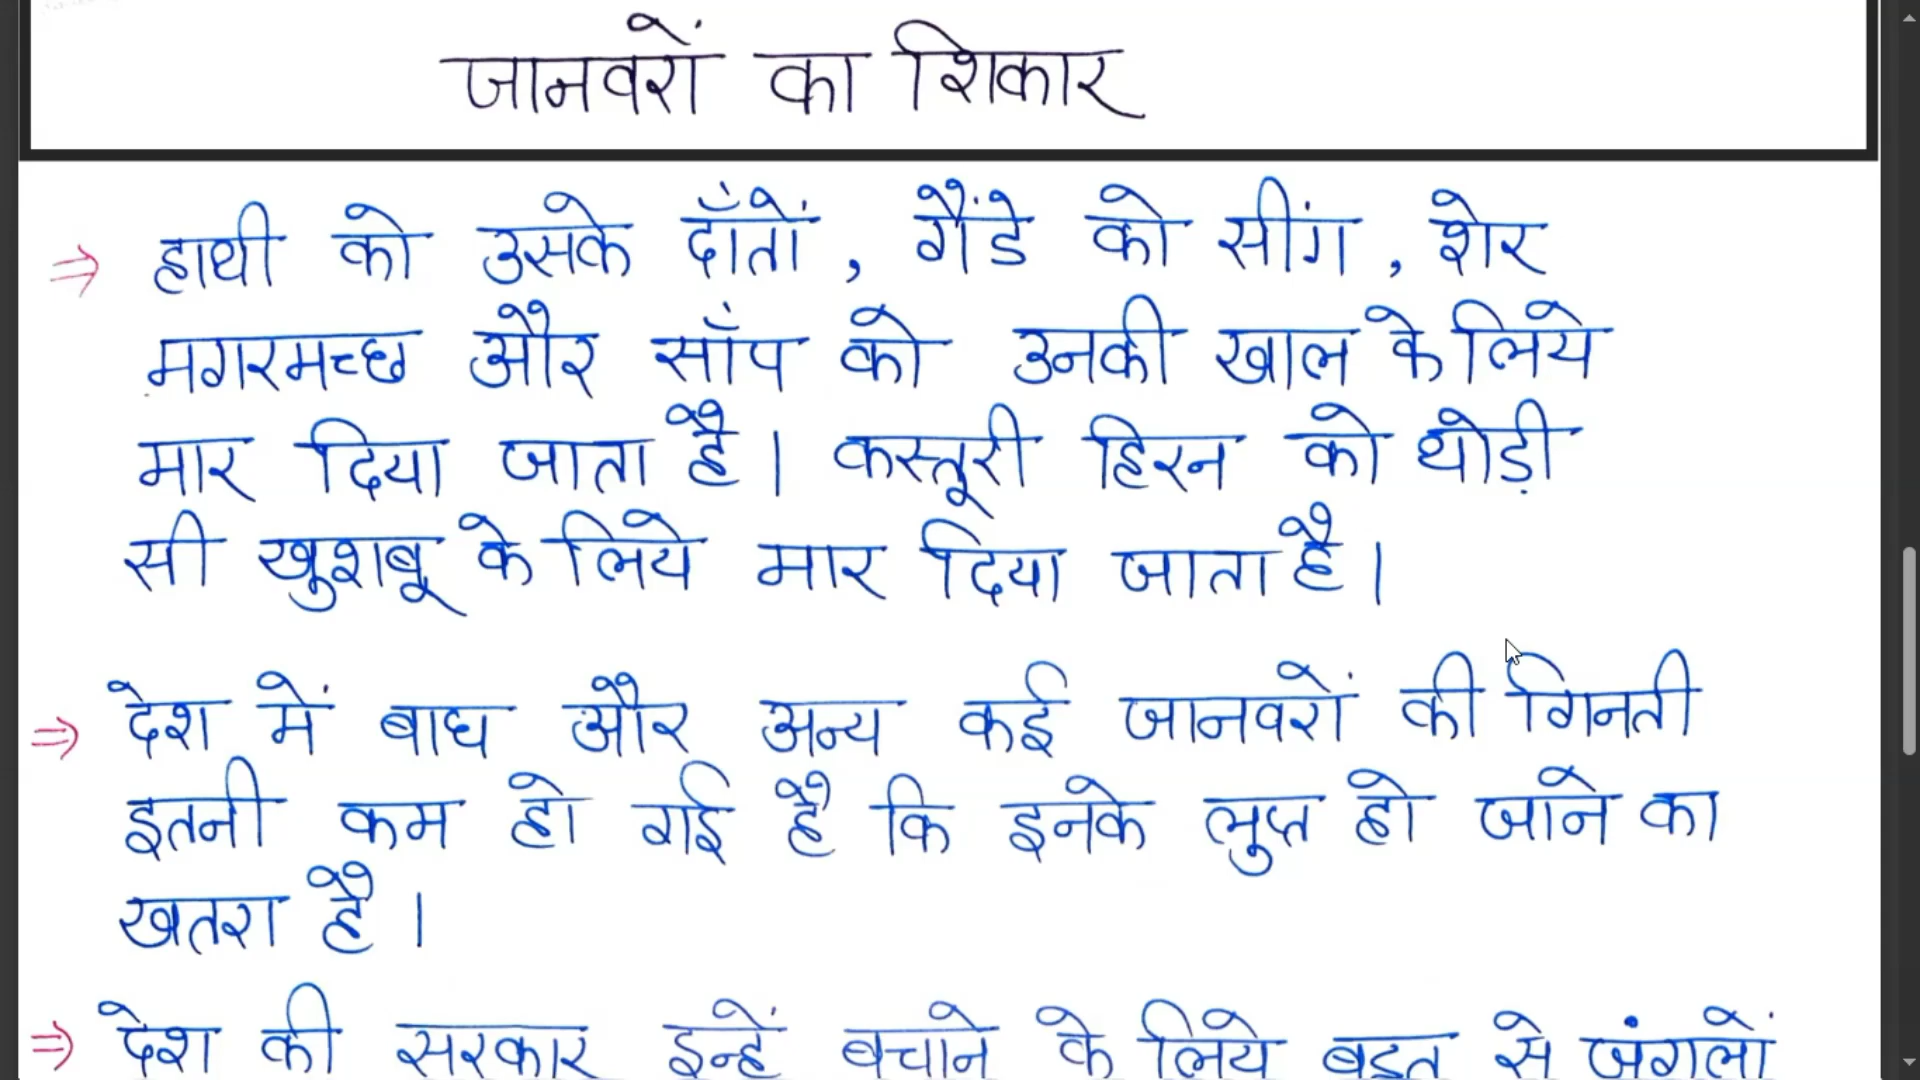 जानवरों का शिकार
⇒ हाथी को उसके दाँतों, गैंडे को सींग, शेर
मगरमच्छ और साँप को उनकी खाल के लिये
मार दिया जाता है। कस्तूरी हिरन को थोड़ी
सी खुशबू के लिये मार दिया जाता है।
⇒ देश में बाघ और अन्य कई जानवरों की गिनती
इतनी कम हो गई है कि इनके लुप्त हो जाने का
खतरा है।
⇒ देश की सरकार इन्हें बचाने के लिये बहुत से जंगलों